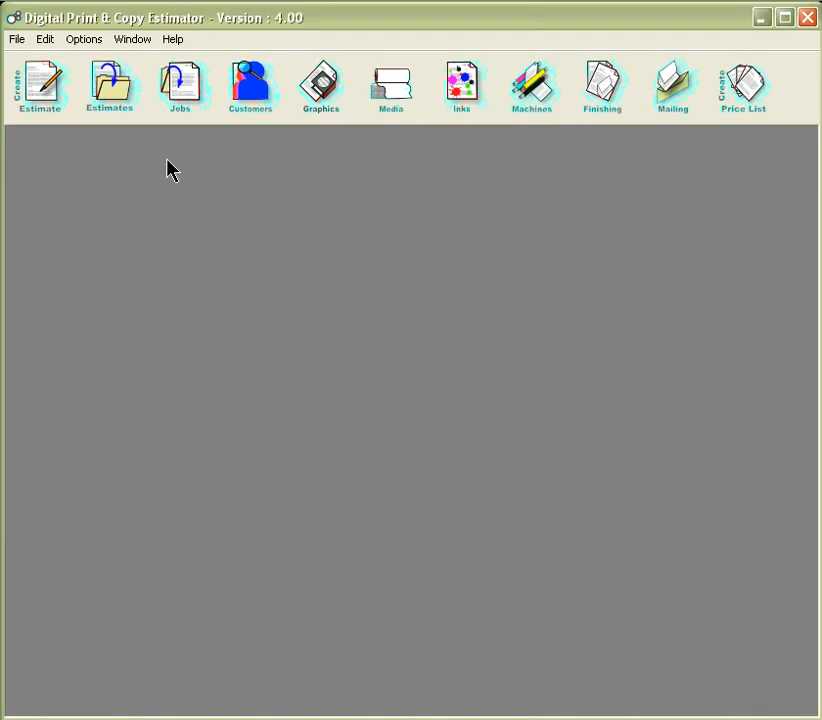 Digital Print & Copy Estimator - Version : 4.00
File Edit Options Window Help
Create Estimate Estimates Jobs Customers Graphics Media Inks Machines Finishing Mailing Create Price List